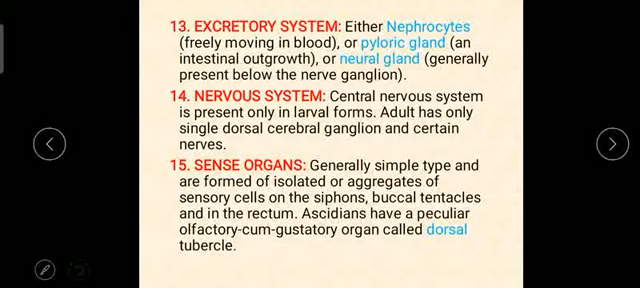 13. EXCRETORY SYSTEM: Either Nephrocytes
(freely moving in blood), or pyloric gland (an
intestinal outgrowth), or neural gland (generally
present below the nerve ganglion).
14. NERVOUS SYSTEM: Central nervous system
is present only in larval forms. Adult has only
single dorsal cerebral ganglion and certain
nerves.
15. SENSE ORGANS: Generally simple type and
are formed of isolated or aggregates of
sensory cells on the siphons, buccal tentacles
and in the rectum. Ascidians have a peculiar
olfactory-cum-gustatory organ called dorsal
tubercle.